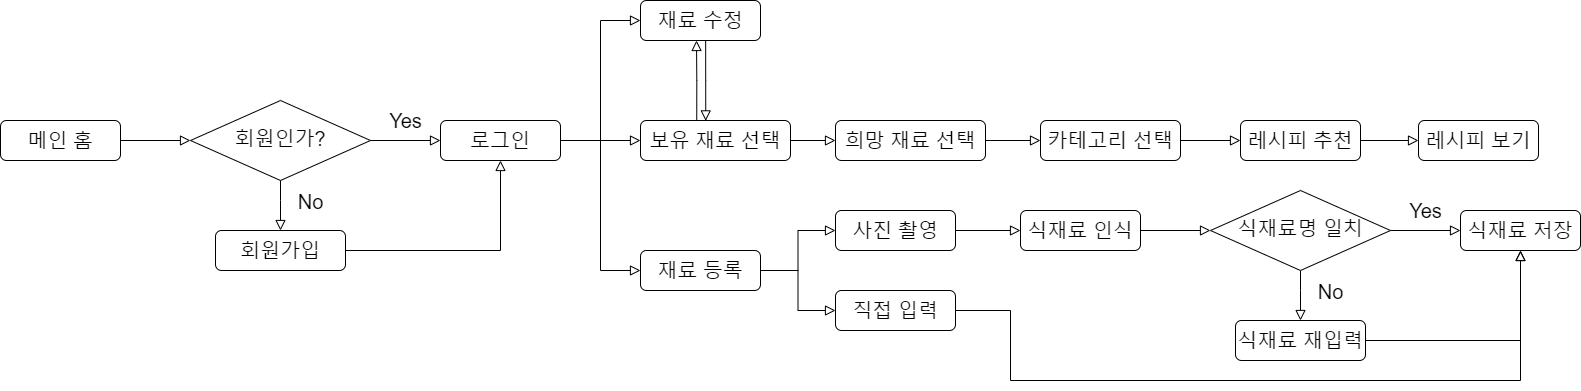 재료 수정
메인 홈
회원인가?
Yes
로그인
보유 재료 선택
희망 재료 선택
카테고리 선택
레시피 추천
레시피 보기
No
회원가입
재료 등록
사진 촬영
식재료 인식
식재료명 일치
Yes
식재료 저장
직접 입력
No
식재료 재입력